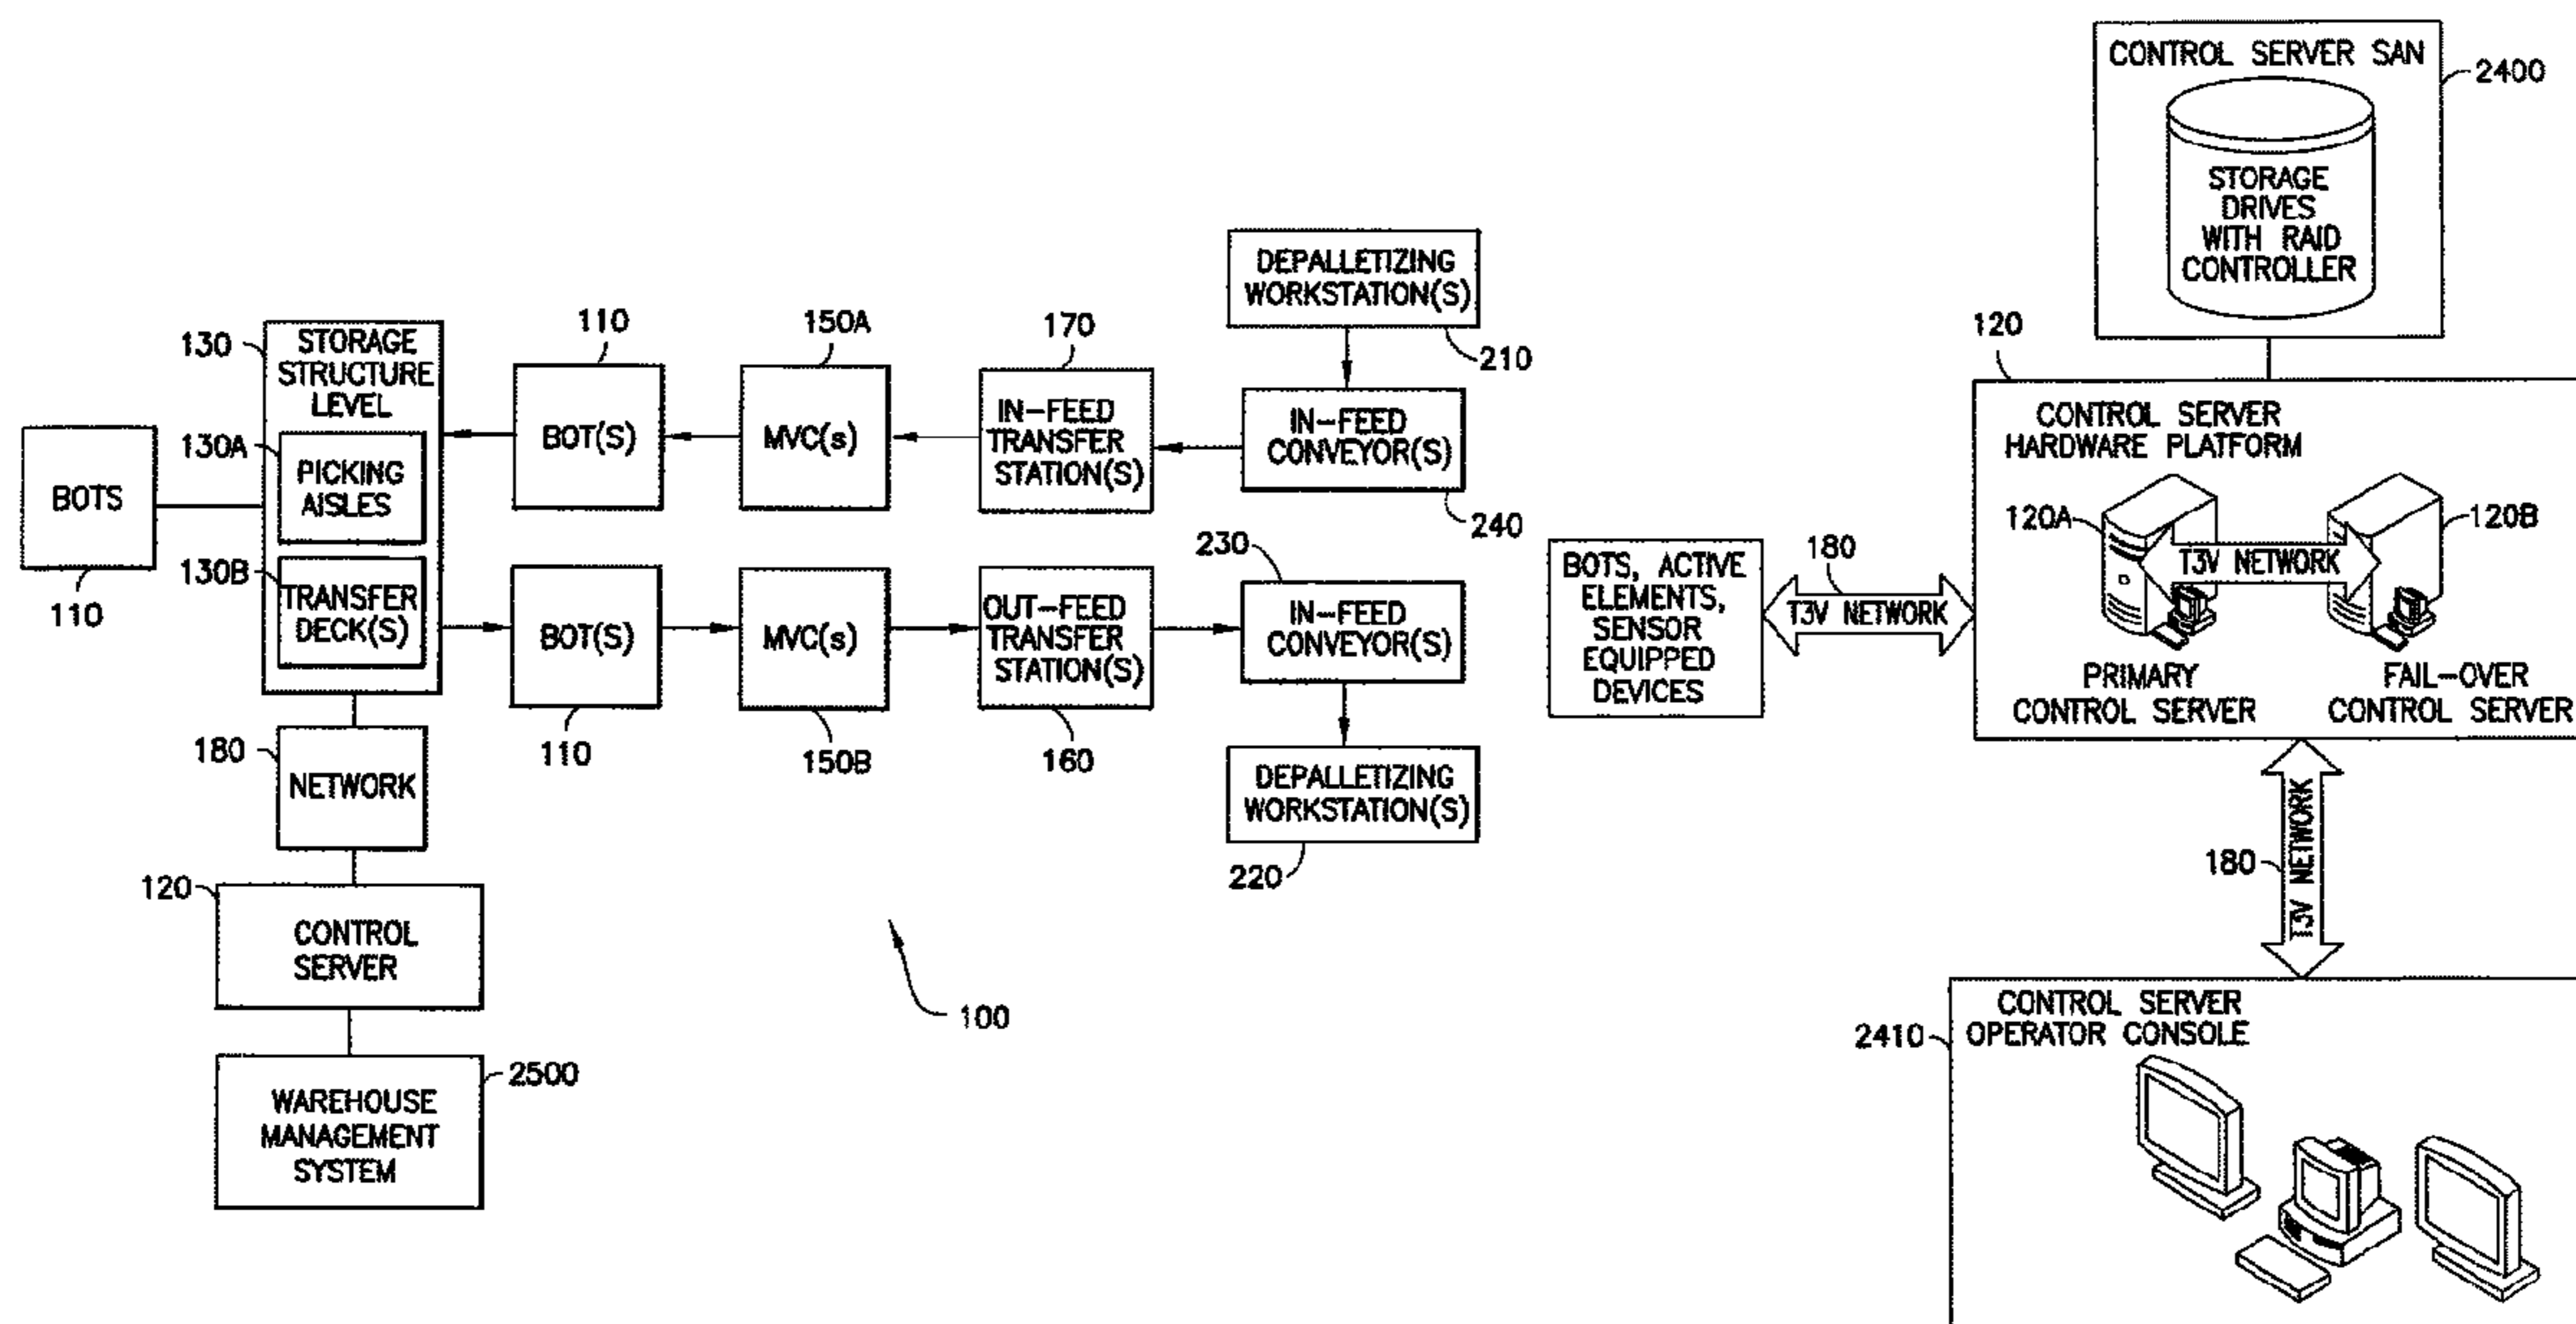 130
STORAGE
STRUCTURE
LEVEL
130A
PICKING
AISLES
130B
TRANSFER
DECK(S)
BOTS
110
110
BOT(S)
150A
MVC(s)
170
IN-FEED
TRANSFER
STATION(S)
DEPALLETIZING
WORKSTATION(S)
210
IN-FEED
CONVEYOR(S)
240
BOT(S)
110
MVC(s)
150B
OUT-FEED
TRANSFER
STATION(S)
160
230
IN-FEED
CONVEYOR(S)
DEPALLETIZING
WORKSTATION(S)
220
180
NETWORK
120
CONTROL
SERVER
2500
WAREHOUSE
MANAGEMENT
SYSTEM
100
CONTROL SERVER SAN
2400
STORAGE
DRIVES
WITH RAID
CONTROLLER
120
CONTROL SERVER
HARDWARE PLATFORM
120A
T3V NETWORK
120B
PRIMARY
CONTROL SERVER
FAIL-OVER
CONTROL SERVER
BOTS, ACTIVE
ELEMENTS,
SENSOR
EQUIPPED
DEVICES
180
T3V NETWORK
180
T3V NETWORK
2410
CONTROL SERVER
OPERATOR CONSOLE